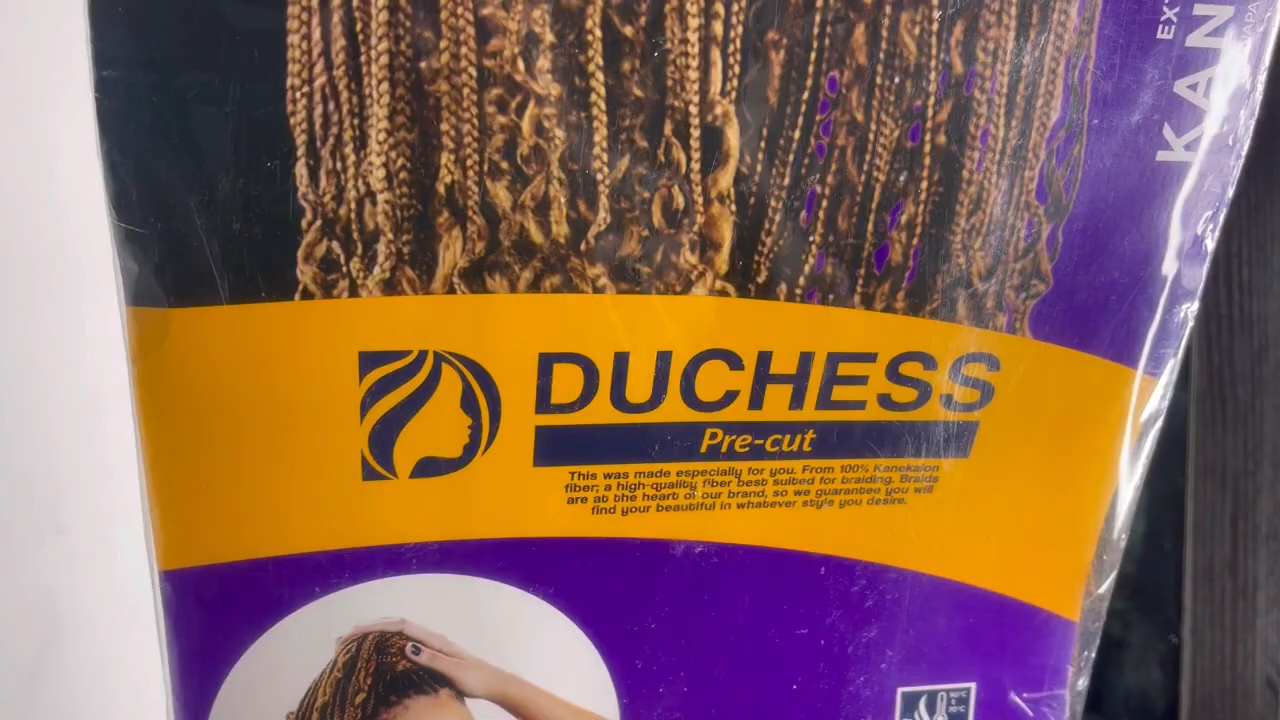 EX
KAN
APA
DUCHESS
Pre-cut
This was made especially for you. From 100% Kanekalon
fiber; a high-quality fiber best suited for braiding. Braids
are at the heart of our brand, so we guarantee you will
find your beautiful in whatever style you desire.